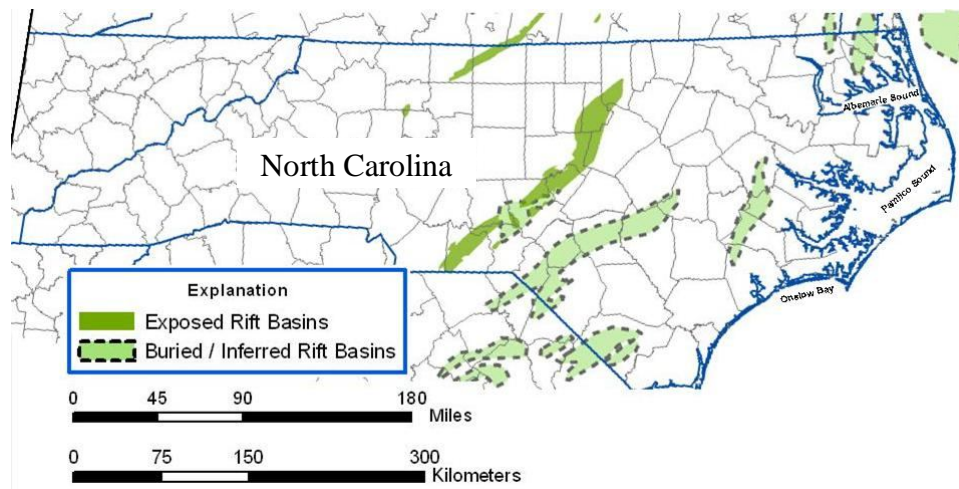 Albemarle Sound
North Carolina
Pamlico Sound
Onslow Bay
Explanation
Exposed Rift Basins
Buried / Inferred Rift Basins
0 45 90 180
Miles
0 75 150 300
Kilometers